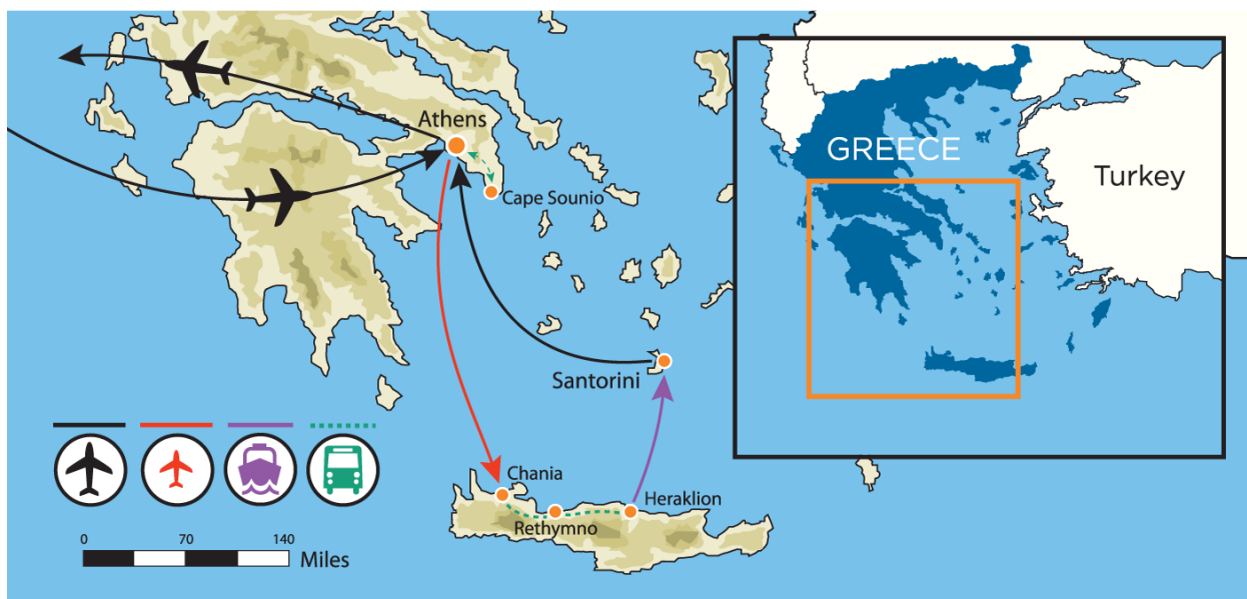 Athens
Cape Sounio
Santorini
Chania
Rethymno
Heraklion
0 70 140
Miles
GREECE
Turkey